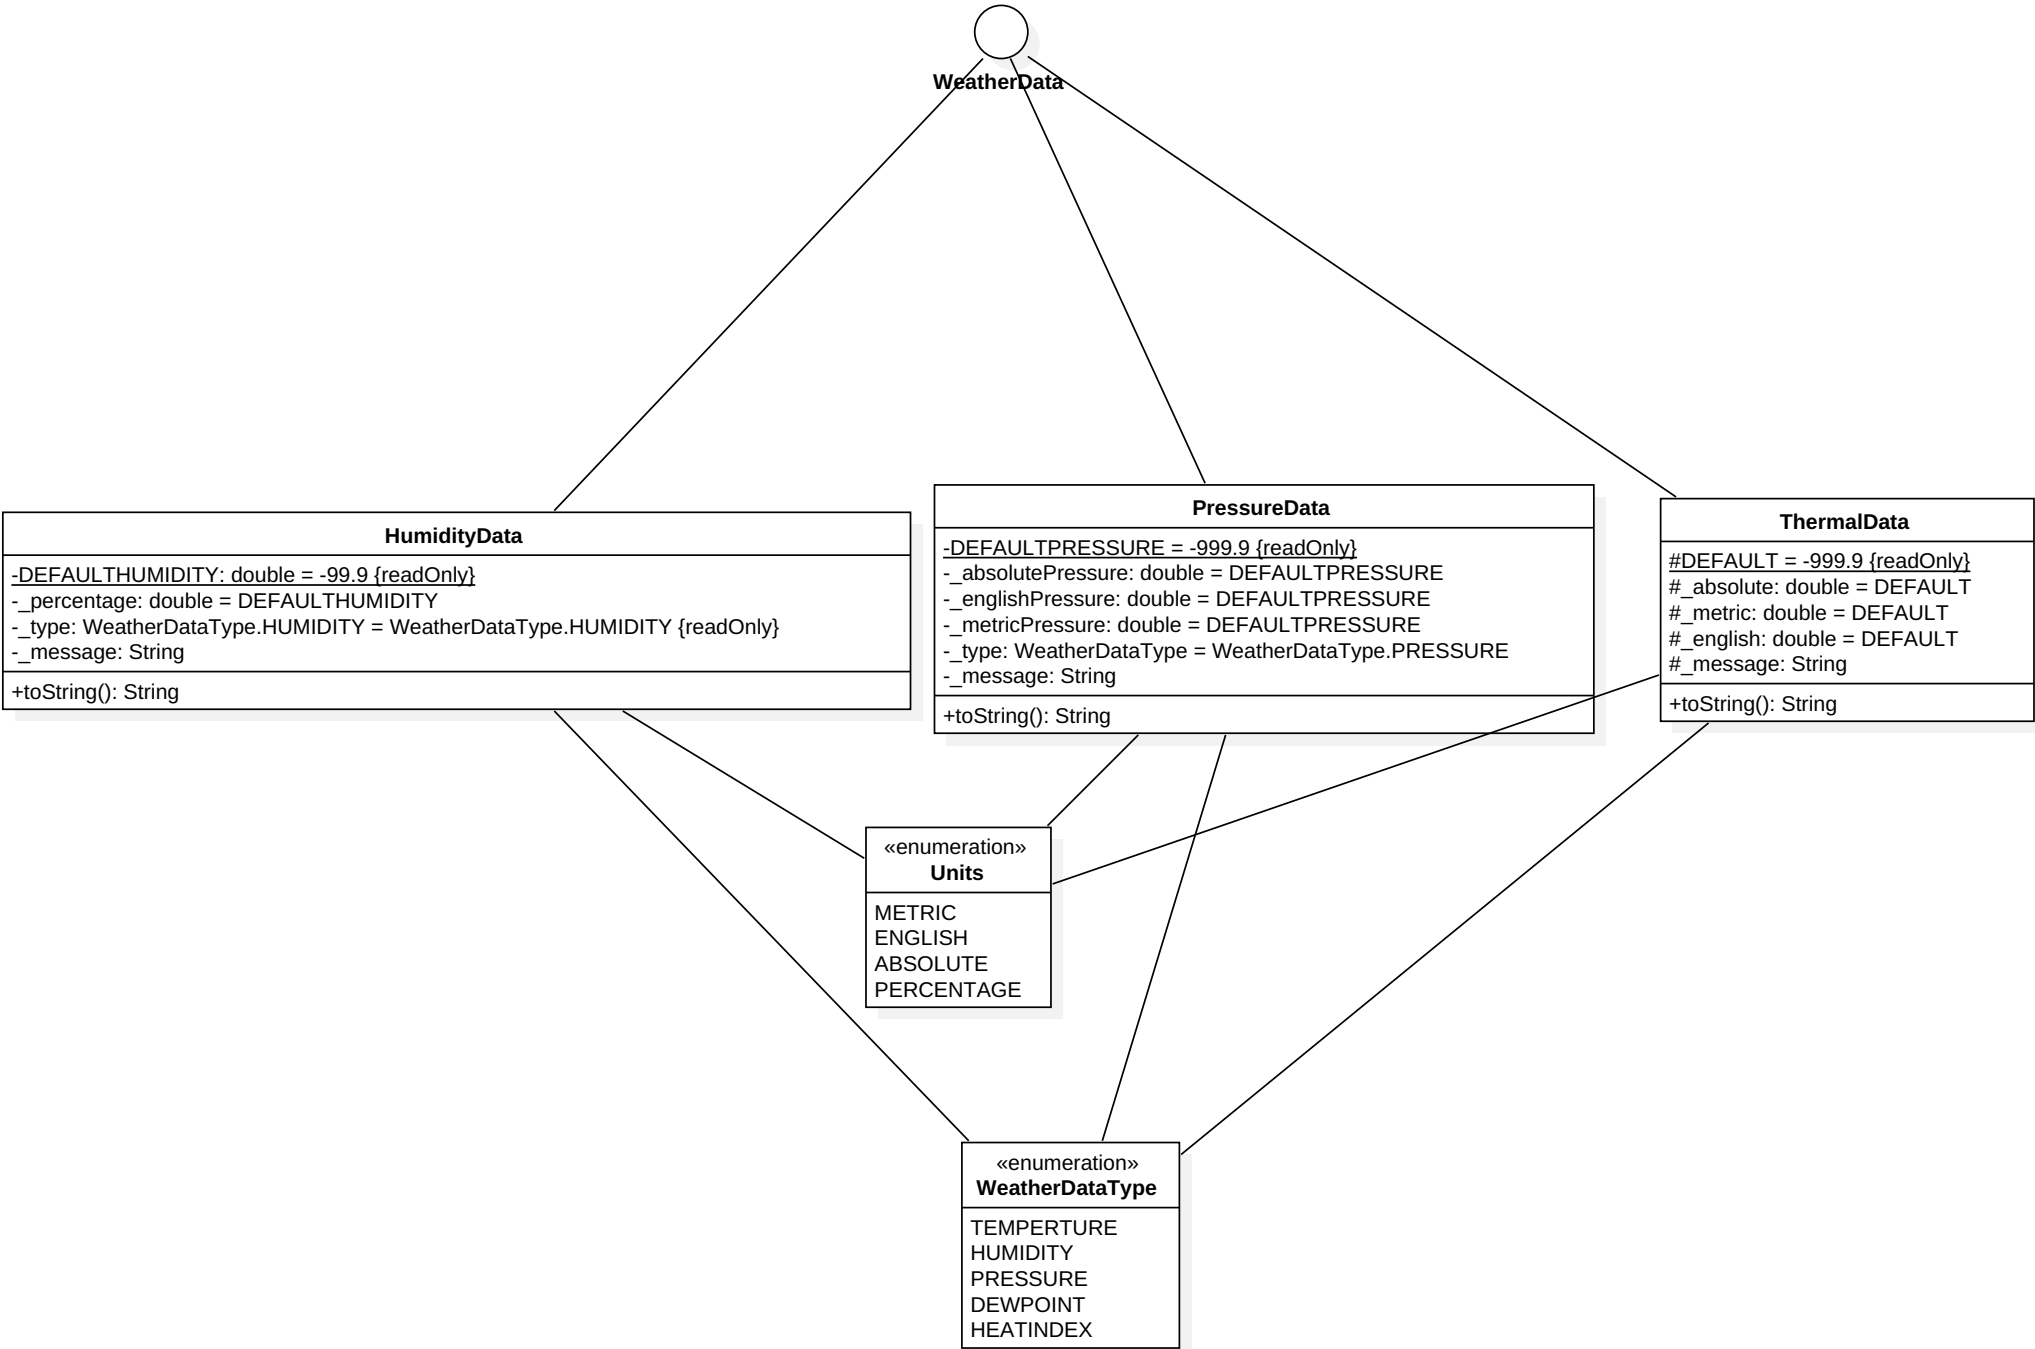 WeatherData
HumidityData
-DEFAULTHUMIDITY: double = -99.9 {readOnly}
-_percentage: double = DEFAULTHUMIDITY
-_type: WeatherDataType.HUMIDITY = WeatherDataType.HUMIDITY {readOnly}
-_message: String
+toString(): String
PressureData
-DEFAULTPRESSURE = -999.9 {readOnly}
-_absolutePressure: double = DEFAULTPRESSURE
-_englishPressure: double = DEFAULTPRESSURE
-_metricPressure: double = DEFAULTPRESSURE
-_type: WeatherDataType = WeatherDataType.PRESSURE
-_message: String
+toString(): String
ThermalData
#DEFAULT = -999.9 {readOnly}
#_absolute: double = DEFAULT
#_metric: double = DEFAULT
#_english: double = DEFAULT
#_message: String
+toString(): String
«enumeration»
Units
METRIC
ENGLISH
ABSOLUTE
PERCENTAGE
«enumeration»
WeatherDataType
TEMPERTURE
HUMIDITY
PRESSURE
DEWPOINT
HEATINDEX